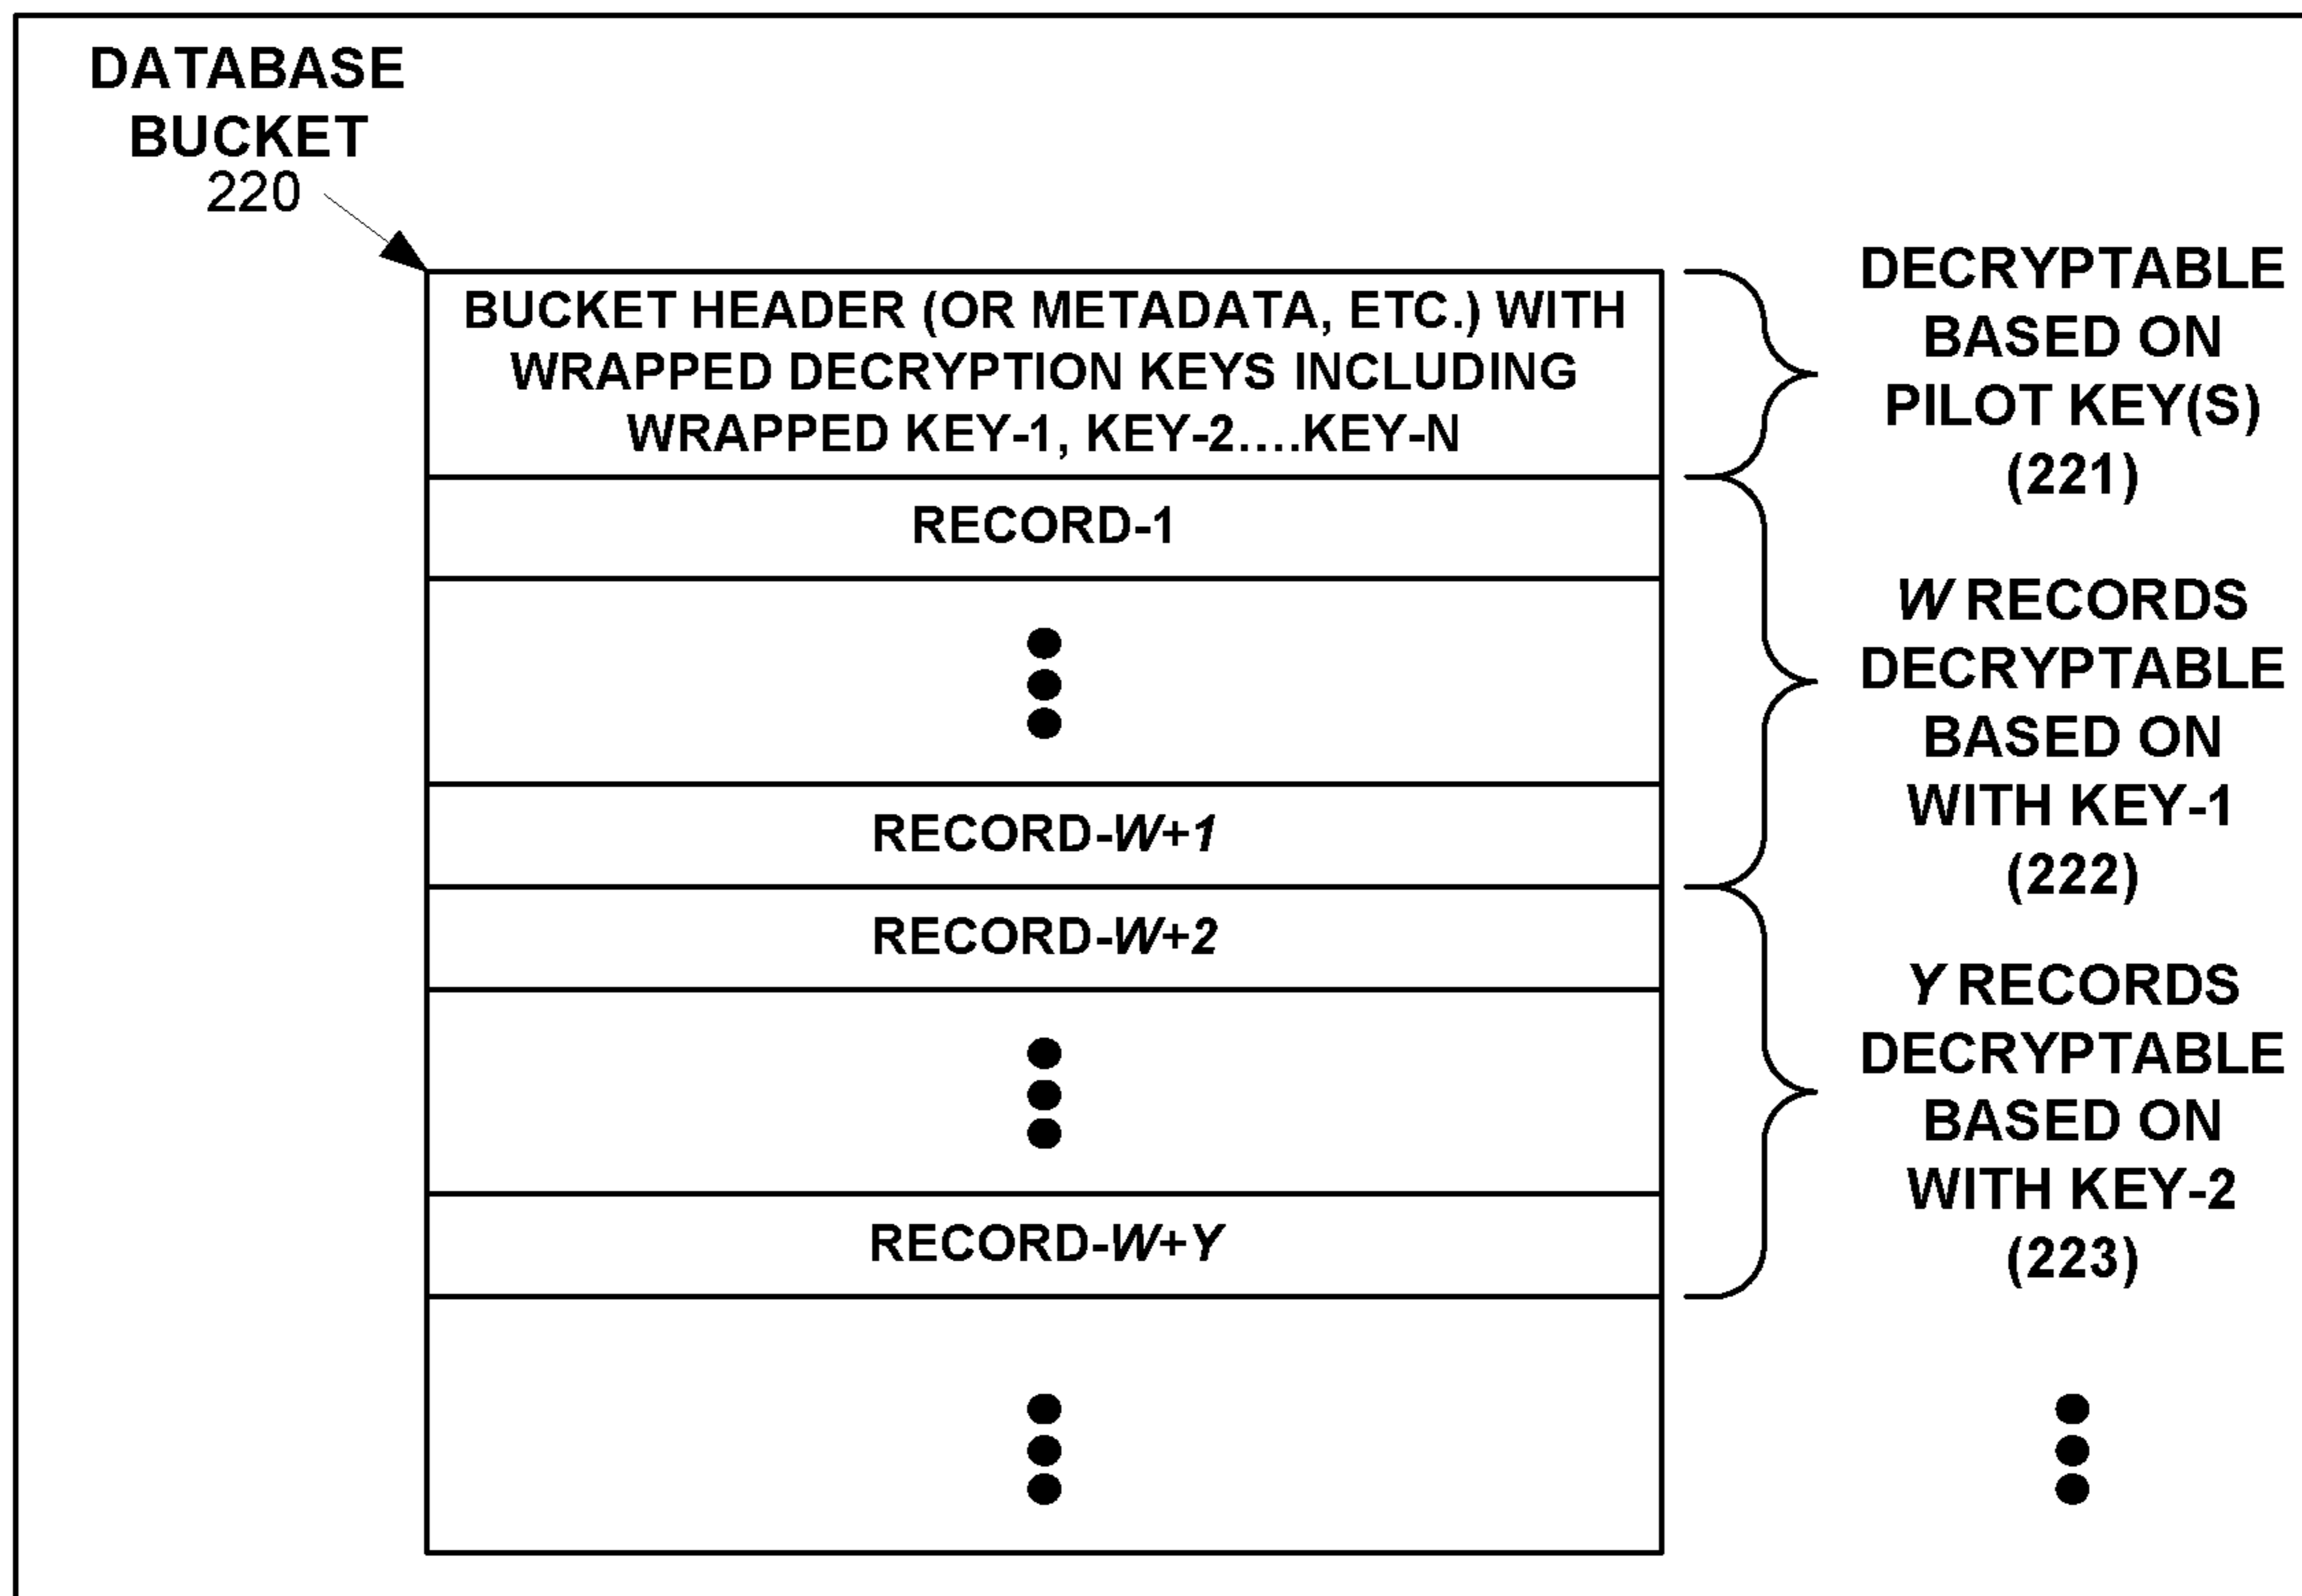 DATABASE
BUCKET
220
BUCKET HEADER (OR METADATA, ETC.) WITH
WRAPPED DECRYPTION KEYS INCLUDING
WRAPPED KEY-1, KEY-2....KEY-N
DECRYPTABLE
BASED ON
PILOT KEY(S)
(221)
RECORD-1
RECORD-W+1
W RECORDS
DECRYPTABLE
BASED ON
WITH KEY-1
(222)
RECORD-W+2
RECORD-W+Y
Y RECORDS
DECRYPTABLE
BASED ON
WITH KEY-2
(223)